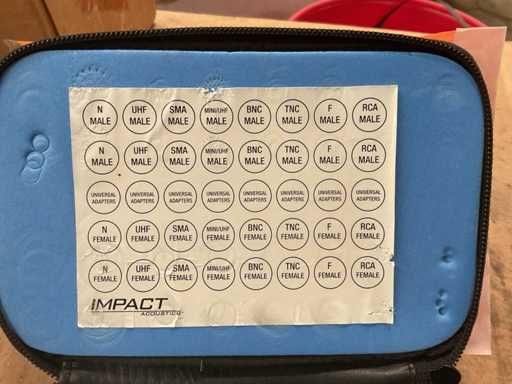 N MALE UHF MALE SMA MALE MINI/UHF MALE BNC MALE TNC MALE F MALE RCA MALE
N MALE UHF MALE SMA MALE MINI/UHF MALE BNC MALE TNC MALE F MALE RCA MALE
UNIVERSAL ADAPTERS UNIVERSAL ADAPTERS UNIVERSAL ADAPTERS UNIVERSAL ADAPTERS UNIVERSAL ADAPTERS UNIVERSAL ADAPTERS UNIVERSAL ADAPTERS UNIVERSAL ADAPTERS
N FEMALE UHF FEMALE SMA FEMALE MINI/UHF FEMALE BNC FEMALE TNC FEMALE F FEMALE RCA FEMALE
N FEMALE UHF FEMALE SMA FEMALE MINI/UHF FEMALE BNC FEMALE TNC FEMALE F FEMALE RCA FEMALE
IMPACT
ACOUSTICS